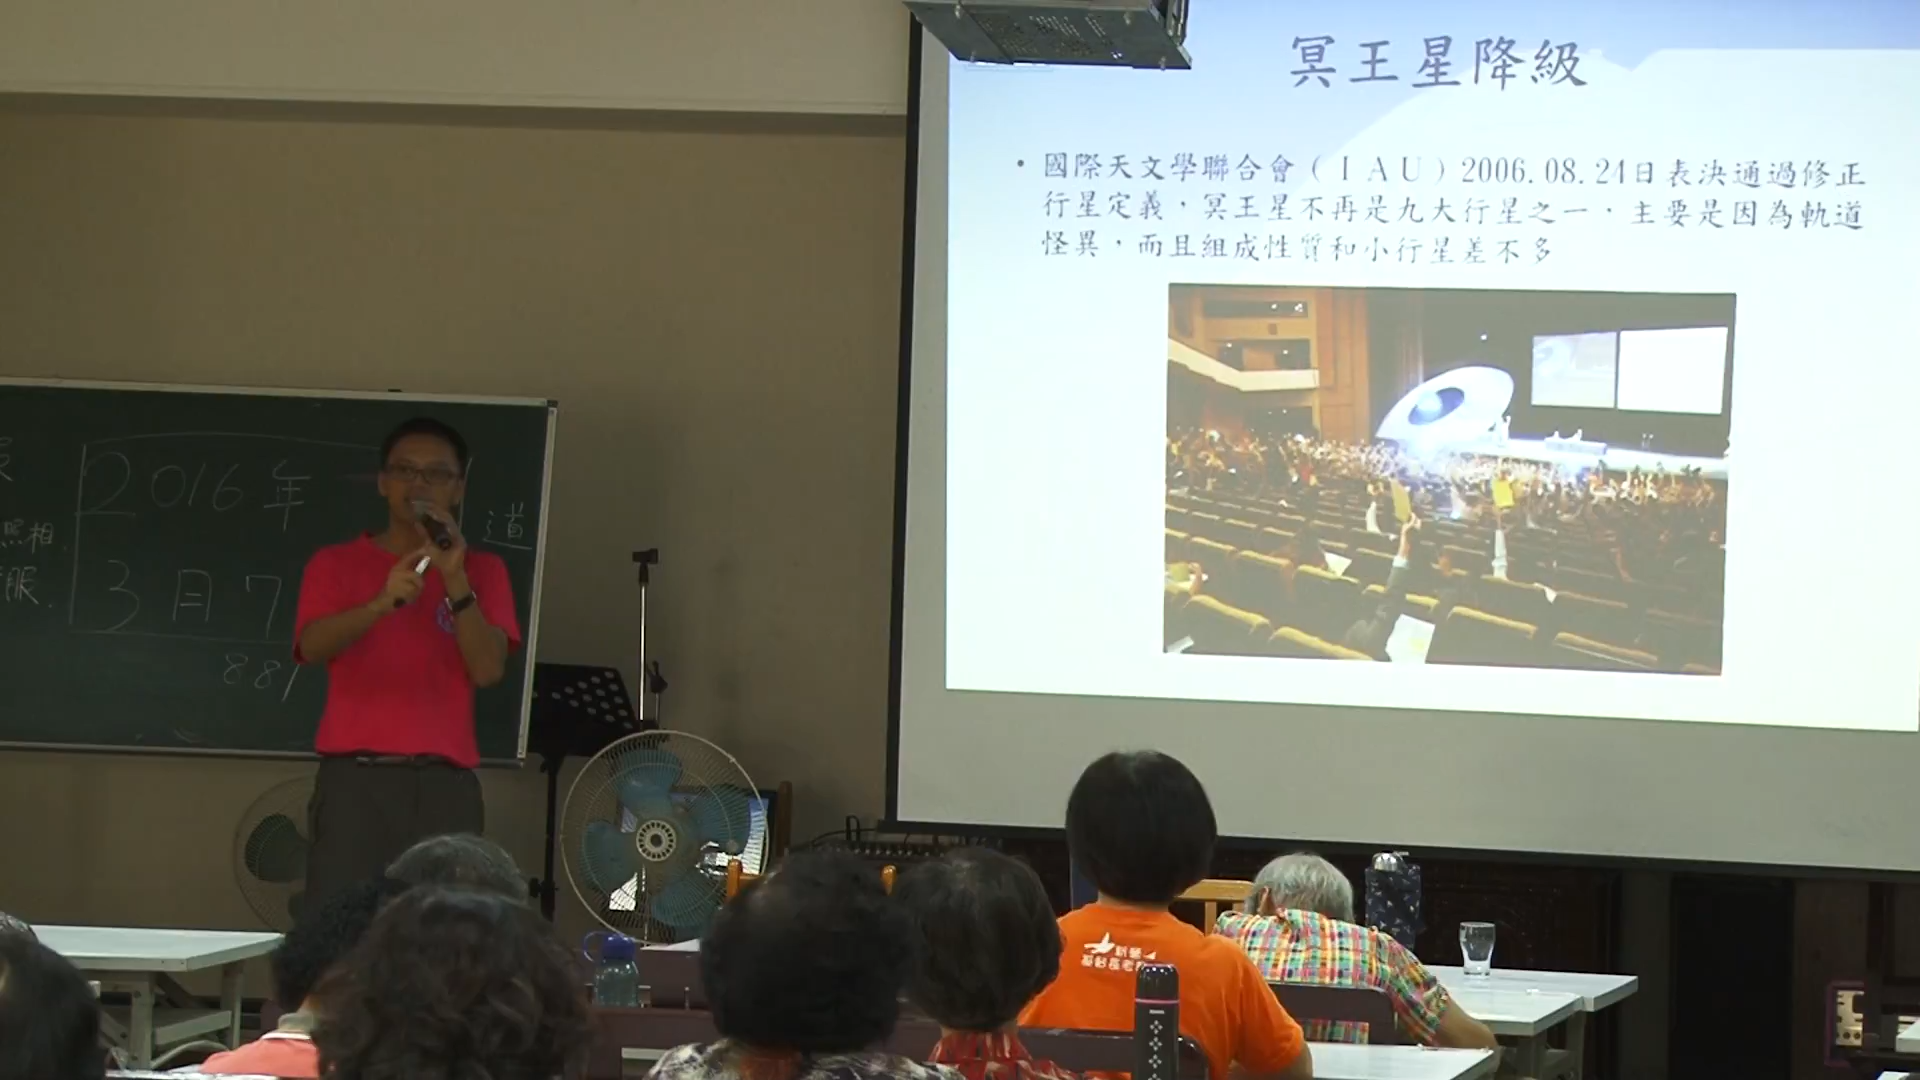 冥王星降級
• 國際天文學聯合會（ＩＡＵ）2006.08.24日表決通過修正
行星定義，冥王星不再是九大行星之一，主要是因為軌道
怪異，而且組成性質和小行星差不多
2016年
道
照相
3月7
服.
881